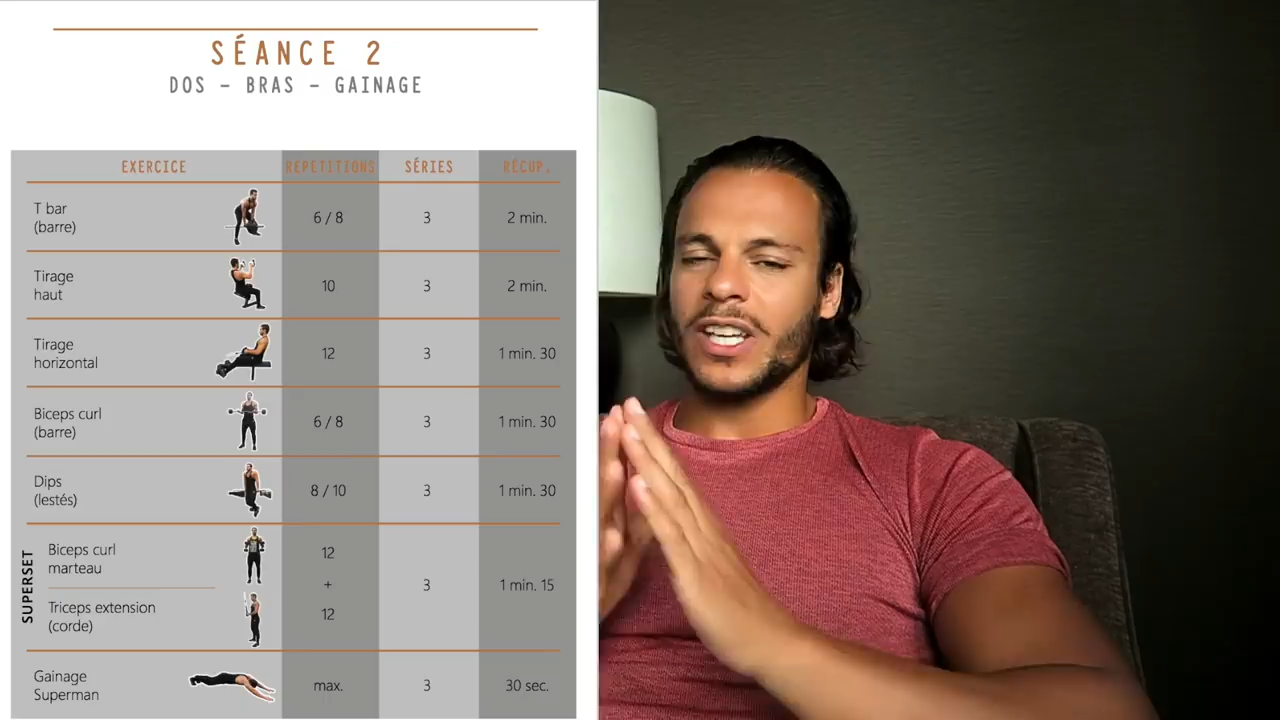 SÉANCE 2
DOS – BRAS – GAINAGE
EXERCICE REPETITIONS SÉRIES RÉCUP.
T bar
(barre)
6 / 8 3 2 min.
Tirage
haut
10 3 2 min.
Tirage
horizontal
12 3 1 min. 30
Biceps curl
(barre)
6 / 8 3 1 min. 30
Dips
(lestés)
8 / 10 3 1 min. 30
SUPERSET
Biceps curl
marteau
12
+
Triceps extension
(corde)
12
3 1 min. 15
Gainage
Superman
max. 3 30 sec.